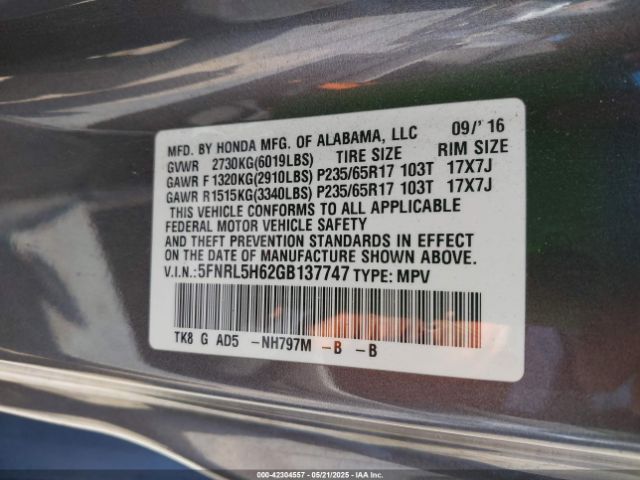 MFD. BY HONDA MFG. OF ALABAMA, LLC 09/'16
GVWR 2730KG(6019LBS) TIRE SIZE RIM SIZE
GAWR F 1320KG(2910LBS) P235/65R17 103T 17X7J
GAWR R 1515KG(3340LBS) P235/65R17 103T 17X7J
THIS VEHICLE CONFORMS TO ALL APPLICABLE
FEDERAL MOTOR VEHICLE SAFETY
AND THEFT PREVENTION STANDARDS IN EFFECT ON
THE DATE OF MANUFACTURE SHOWN ABOVE.
V.I.N.: 5FNRL5H62GB137747 TYPE: MPV
TK8 G AD5 -NH797M -B -B
000-42304557 - 05/21/2025 - IAA Inc.